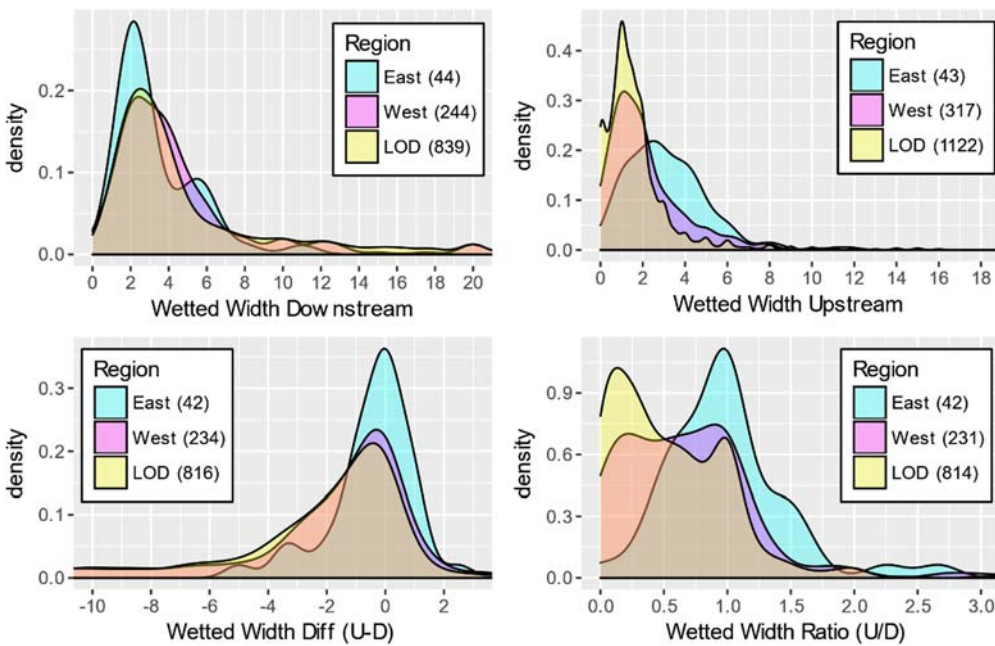 Region
East (44)
West (244)
LOD (839)
density
0.2
0.1
0.0
0 2 4 6 8 10 12 14 16 18 20
Wetted Width Dow nstream
Region
East (43)
West (317)
LOD (1122)
density
0.4
0.3
0.2
0.1
0.0
0 2 4 6 8 10 12 14 16 18
Wetted Width Upstream
Region
East (42)
West (234)
LOD (816)
density
0.3
0.2
0.1
0.0
-10 -8 -6 -4 -2 0 2
Wetted Width Diff (U-D)
Region
East (42)
West (231)
LOD (814)
density
0.9
0.6
0.3
0.0
0.0 0.5 1.0 1.5 2.0 2.5 3.0
Wetted Width Ratio (U/D)